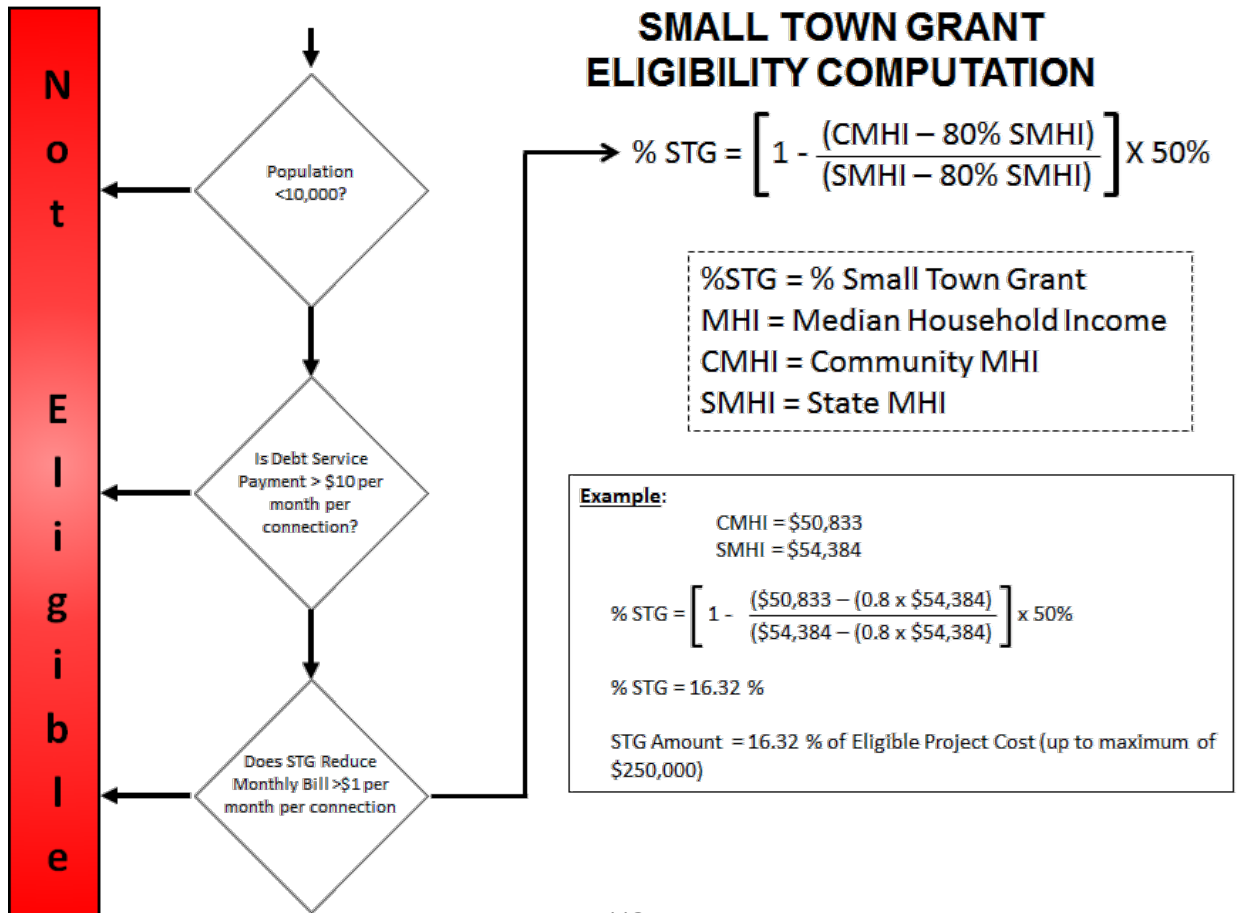 SMALL TOWN GRANT
ELIGIBILITY COMPUTATION
Not Eligible
Population
<10,000?
Is Debt Service
Payment > $10 per
month per
connection?
Does STG Reduce
Monthly Bill >$1 per
month per connection
% STG = [ 1 - (CMHI – 80% SMHI) / (SMHI – 80% SMHI) ] X 50%
%STG = % Small Town Grant
MHI = Median Household Income
CMHI = Community MHI
SMHI = State MHI
Example:
CMHI = $50,833
SMHI = $54,384
% STG = [ 1 - ($50,833 – (0.8 x $54,384) / ($54,384 – (0.8 x $54,384) ] x 50%
% STG = 16.32 %
STG Amount = 16.32 % of Eligible Project Cost (up to maximum of
$250,000)